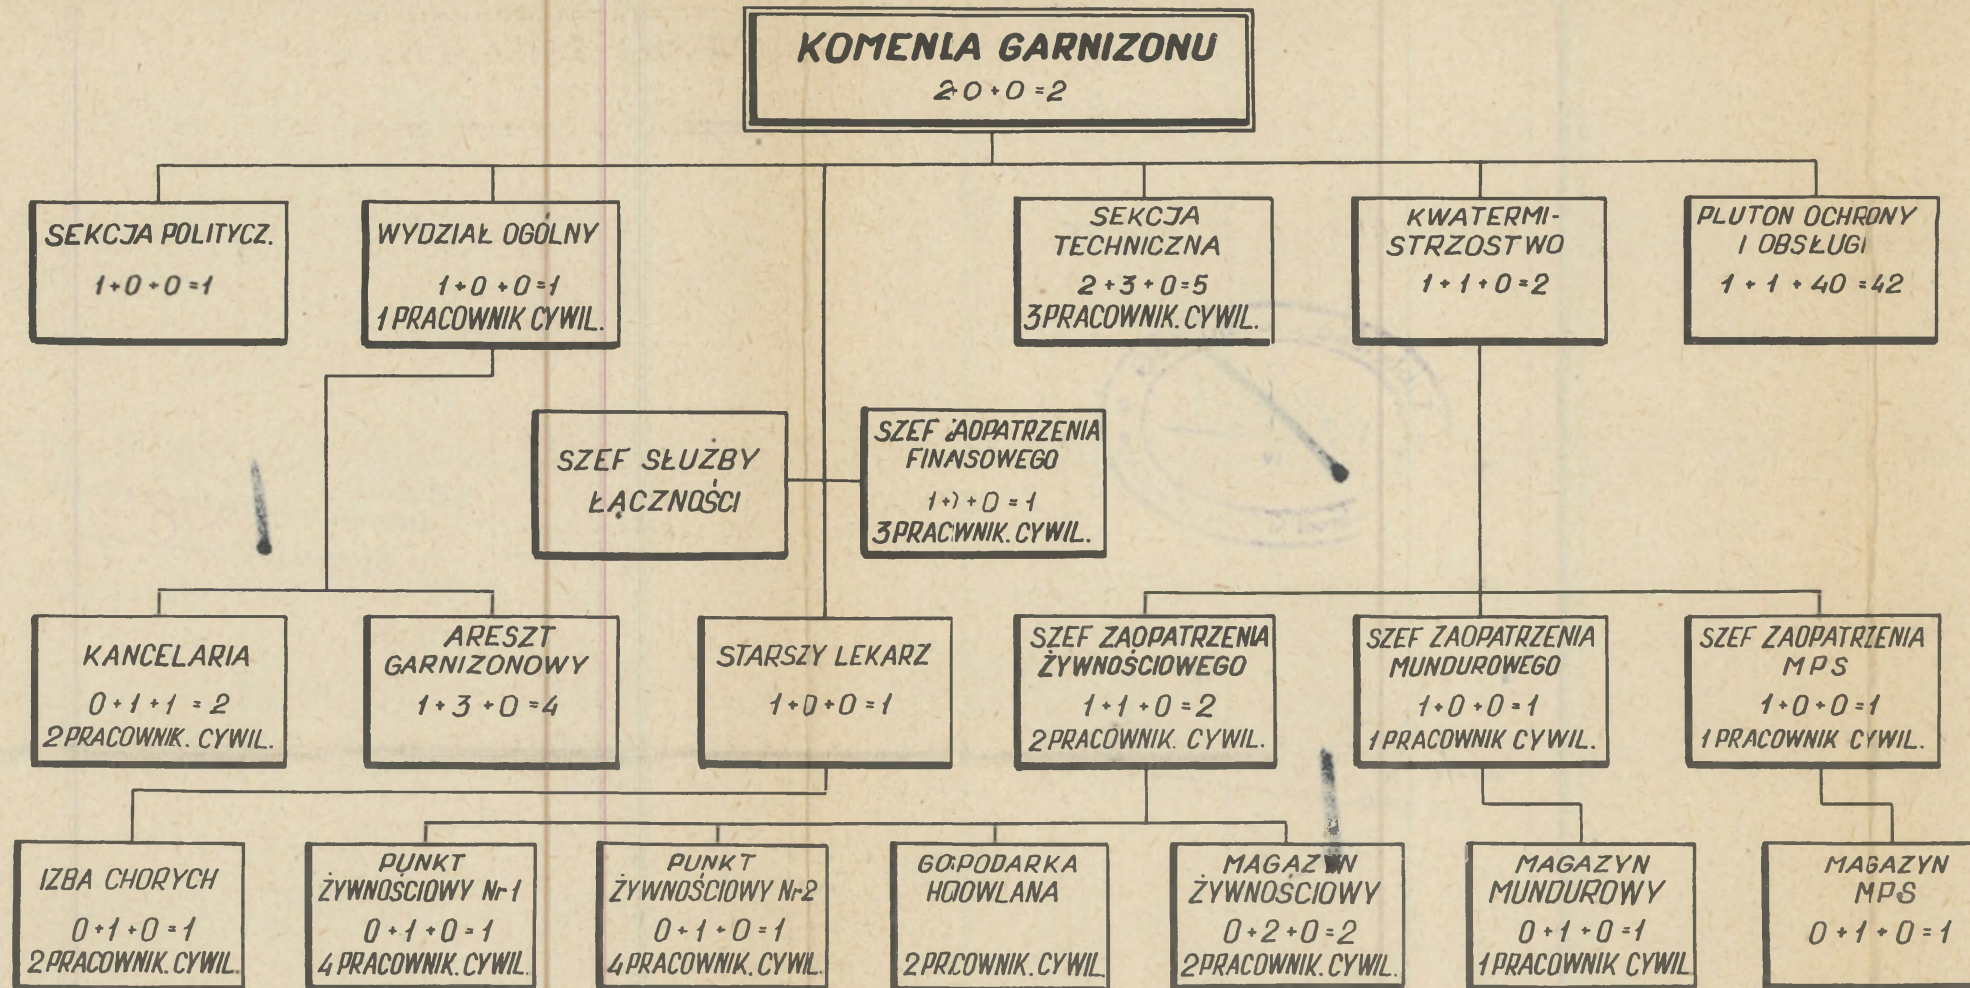 KOMENLA GARNIZONU
2+0+0=2
SEKCJA POLITYCZ.
1+0+0=1
WYDZIAŁ OGÓLNY
1+0+0=1
1 PRACOWNIK CYWIL.
SEKCJA
TECHNICZNA
2+3+0=5
3 PRACOWNIK. CYWIL.
KWATERMI-
STRZOSTWO
1+1+0=2
PLUTON OCHRONY
I OBSŁUGI
1+1+40=42
SZEF SŁUŻBY
ŁĄCZNOŚCI
SZEF ZAOPATRZENIA
FINANSOWEGO
1+0+0=1
3 PRACWNIK. CYWIL.
KANCELARIA
0+1+1=2
2 PRACOWNIK. CYWIL.
ARESZT
GARNIZONOWY
1+3+0=4
STARSZY LEKARZ
1+0+0=1
SZEF ZAOPATRZENIA
ŻYWNOŚCIOWEGO
1+1+0=2
2 PRACOWNIK. CYWIL.
SZEF ZAOPATRZENIA
MUNDUROWEGO
1+0+0=1
1 PRACOWNIK CYWIL.
SZEF ZAOPATRZENIA
MPS
1+0+0=1
1 PRACOWNIK CYWIL.
IZBA CHORYCH
0+1+0=1
2 PRACOWNIK. CYWIL.
PUNKT
ŻYWNOŚCIOWY Nr 1
0+1+0=1
4 PRACOWNIK. CYWIL.
PUNKT
ŻYWNOŚCIOWY Nr 2
0+1+0=1
4 PRACOWNIK. CYWIL.
GOPODARKA
HODOWLANA
2 PRCOWNIK. CYWIL.
MAGAZYN
ŻYWNOŚCIOWY
0+2+0=2
2 PRACOWNIK. CYWIL.
MAGAZYN
MUNDUROWY
0+1+0=1
1 PRACOWNIK CYWIL
MAGAZYN
MPS
0+1+0=1